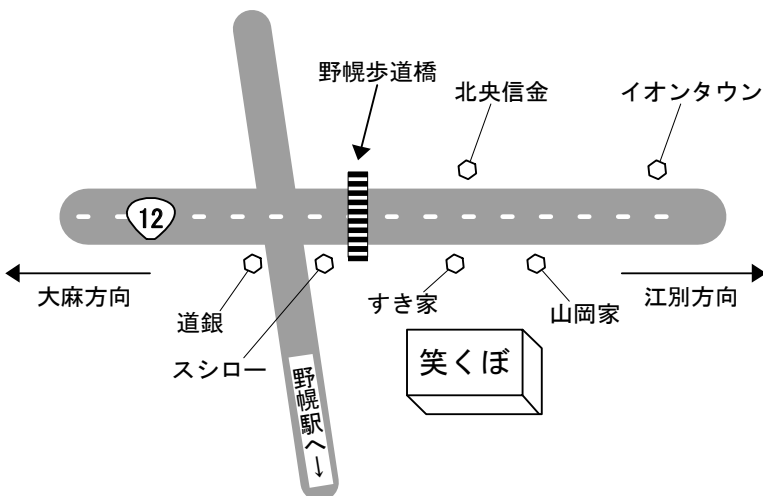 野幌歩道橋
北央信金
イオンタウン
12
大麻方向
道銀
スシロー
すき家
山岡家
江別方向
笑くぼ
野幌駅へ→